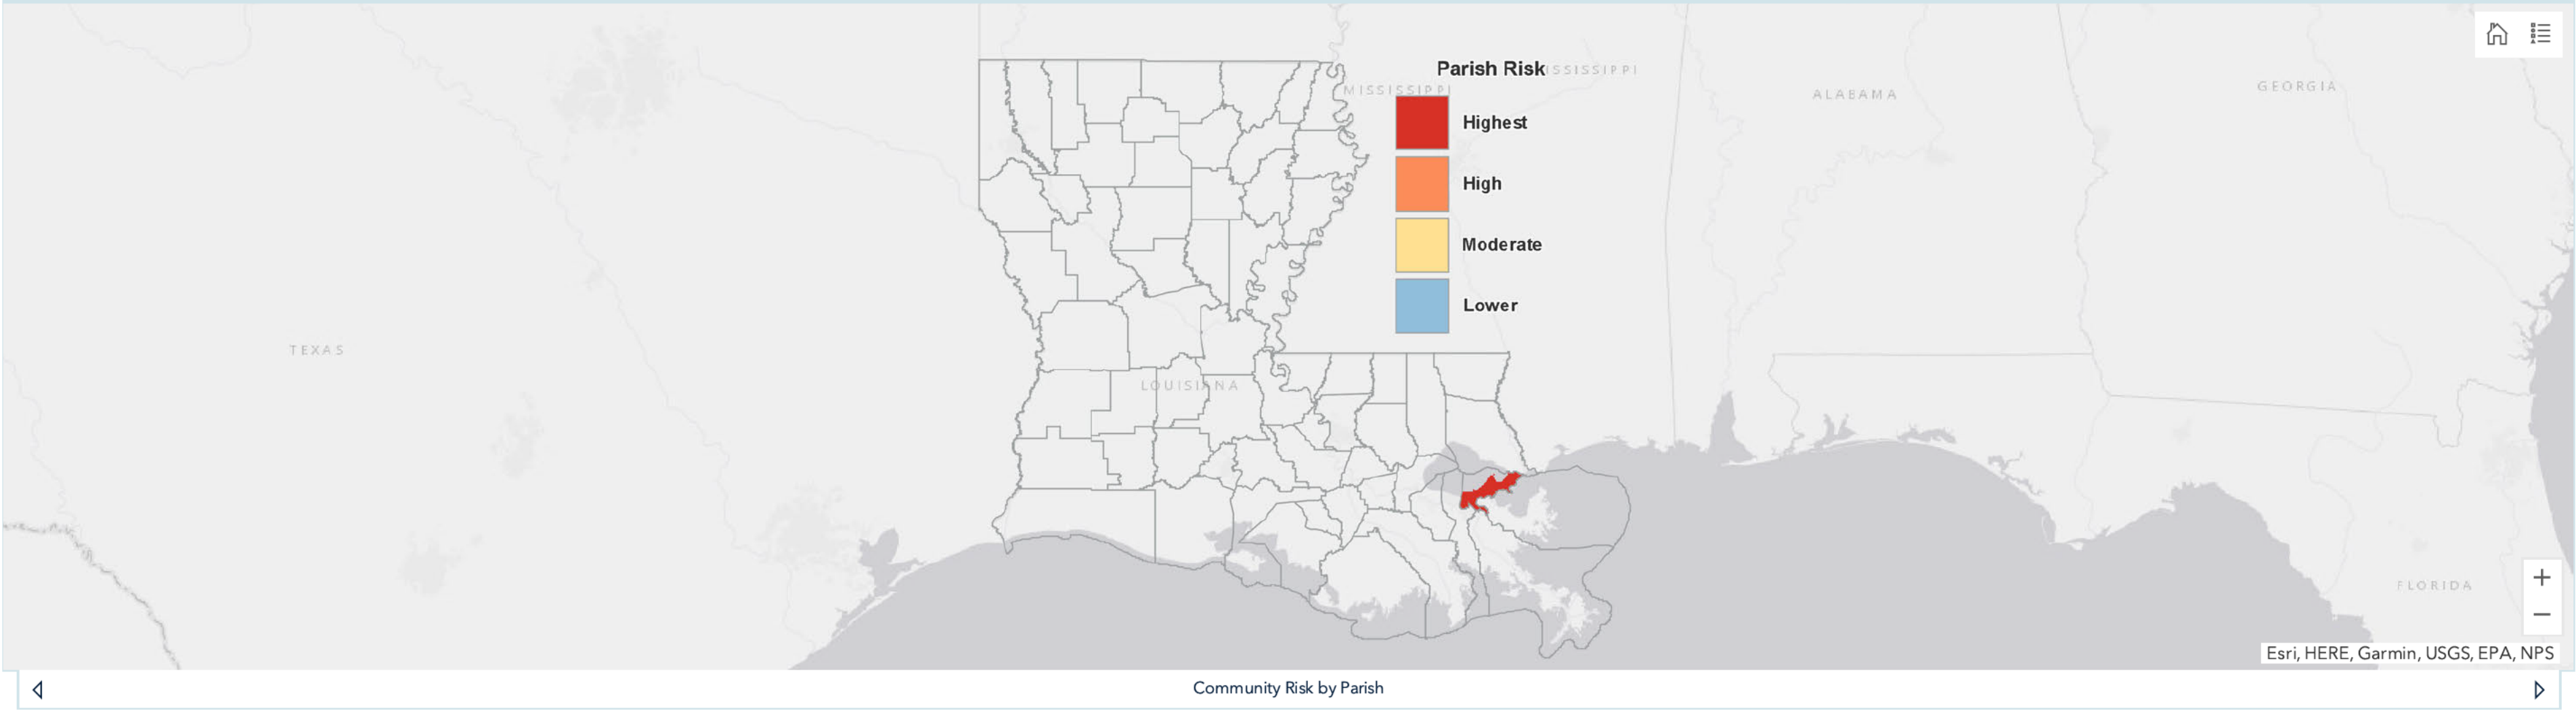 Parish Risk
SSISSIPPI
MISSISSIPPI
ALABAMA
GEORGIA
Highest
High
Moderate
Lower
TEXAS
LOUISIANA
FLORIDA
Esri, HERE, Garmin, USGS, EPA, NPS
Community Risk by Parish